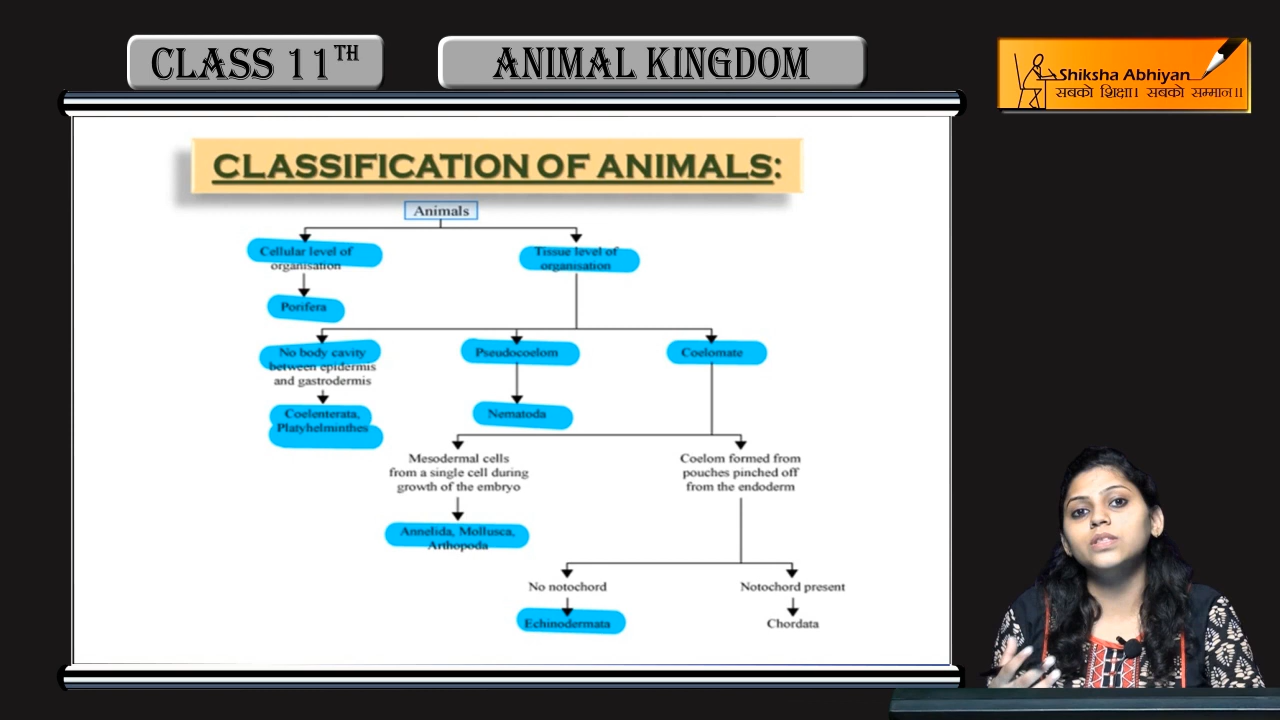 CLASS 11TH
ANIMAL KINGDOM
Shiksha Abhiyan
सबको शिक्षा। सबको सम्मान।।
CLASSIFICATION OF ANIMALS:
Animals
Cellular level of
organisation
Tissue level of
organisation
Porifera
No body cavity
between epidermis
and gastrodermis
Pseudocoelom
Coelomate
Coelenterata,
Platyhelminthes
Nematoda
Mesodermal cells
from a single cell during
growth of the embryo
Coelom formed from
pouches pinched off
from the endoderm
Annelida, Mollusca,
Arthopoda
No notochord
Notochord present
Echinodermata
Chordata